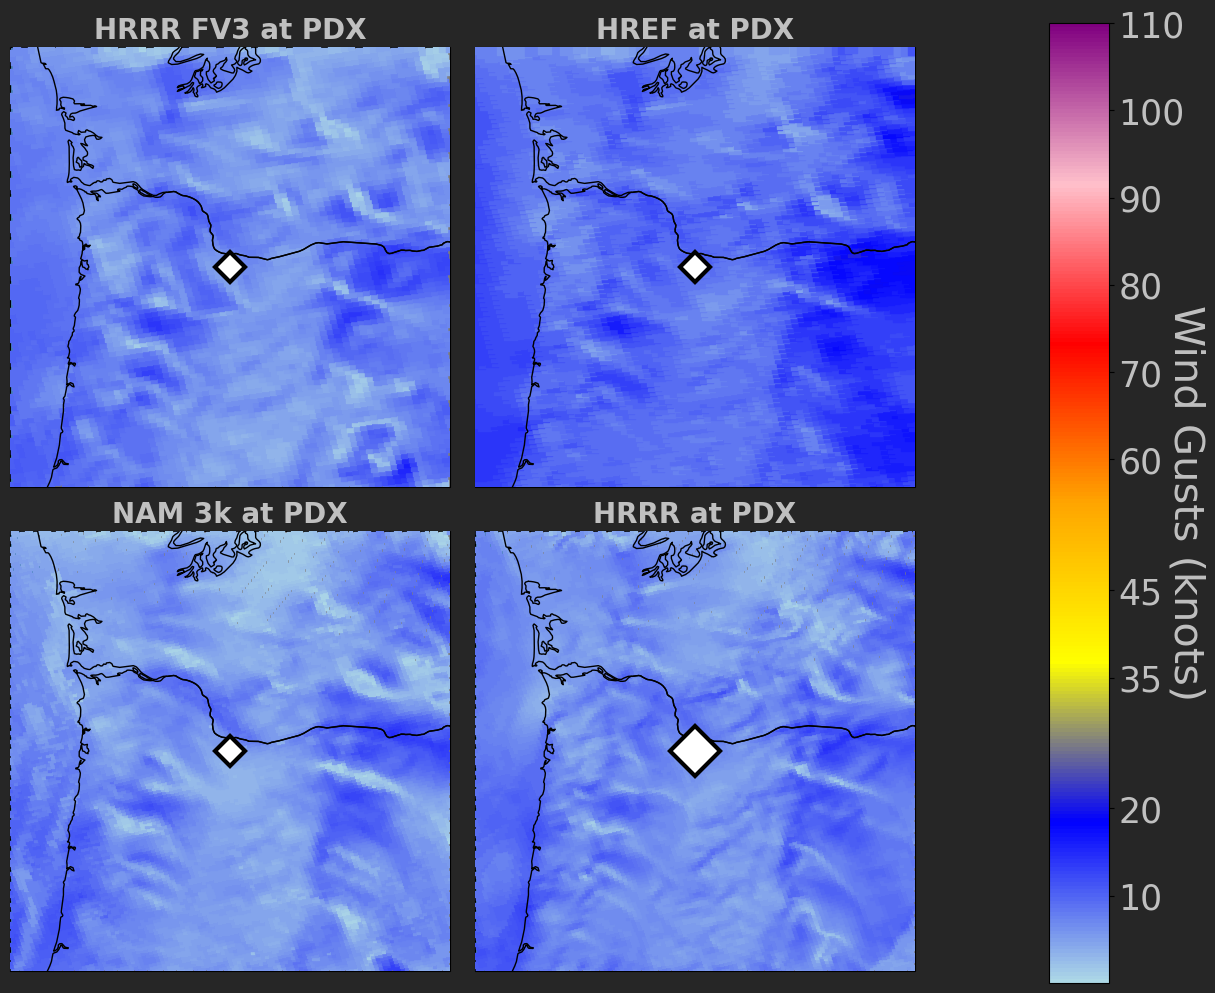 HRRR FV3 at PDX
HREF at PDX
NAM 3k at PDX
HRRR at PDX
110
100
90
80
70
60
45
35
20
10
Wind Gusts (knots)